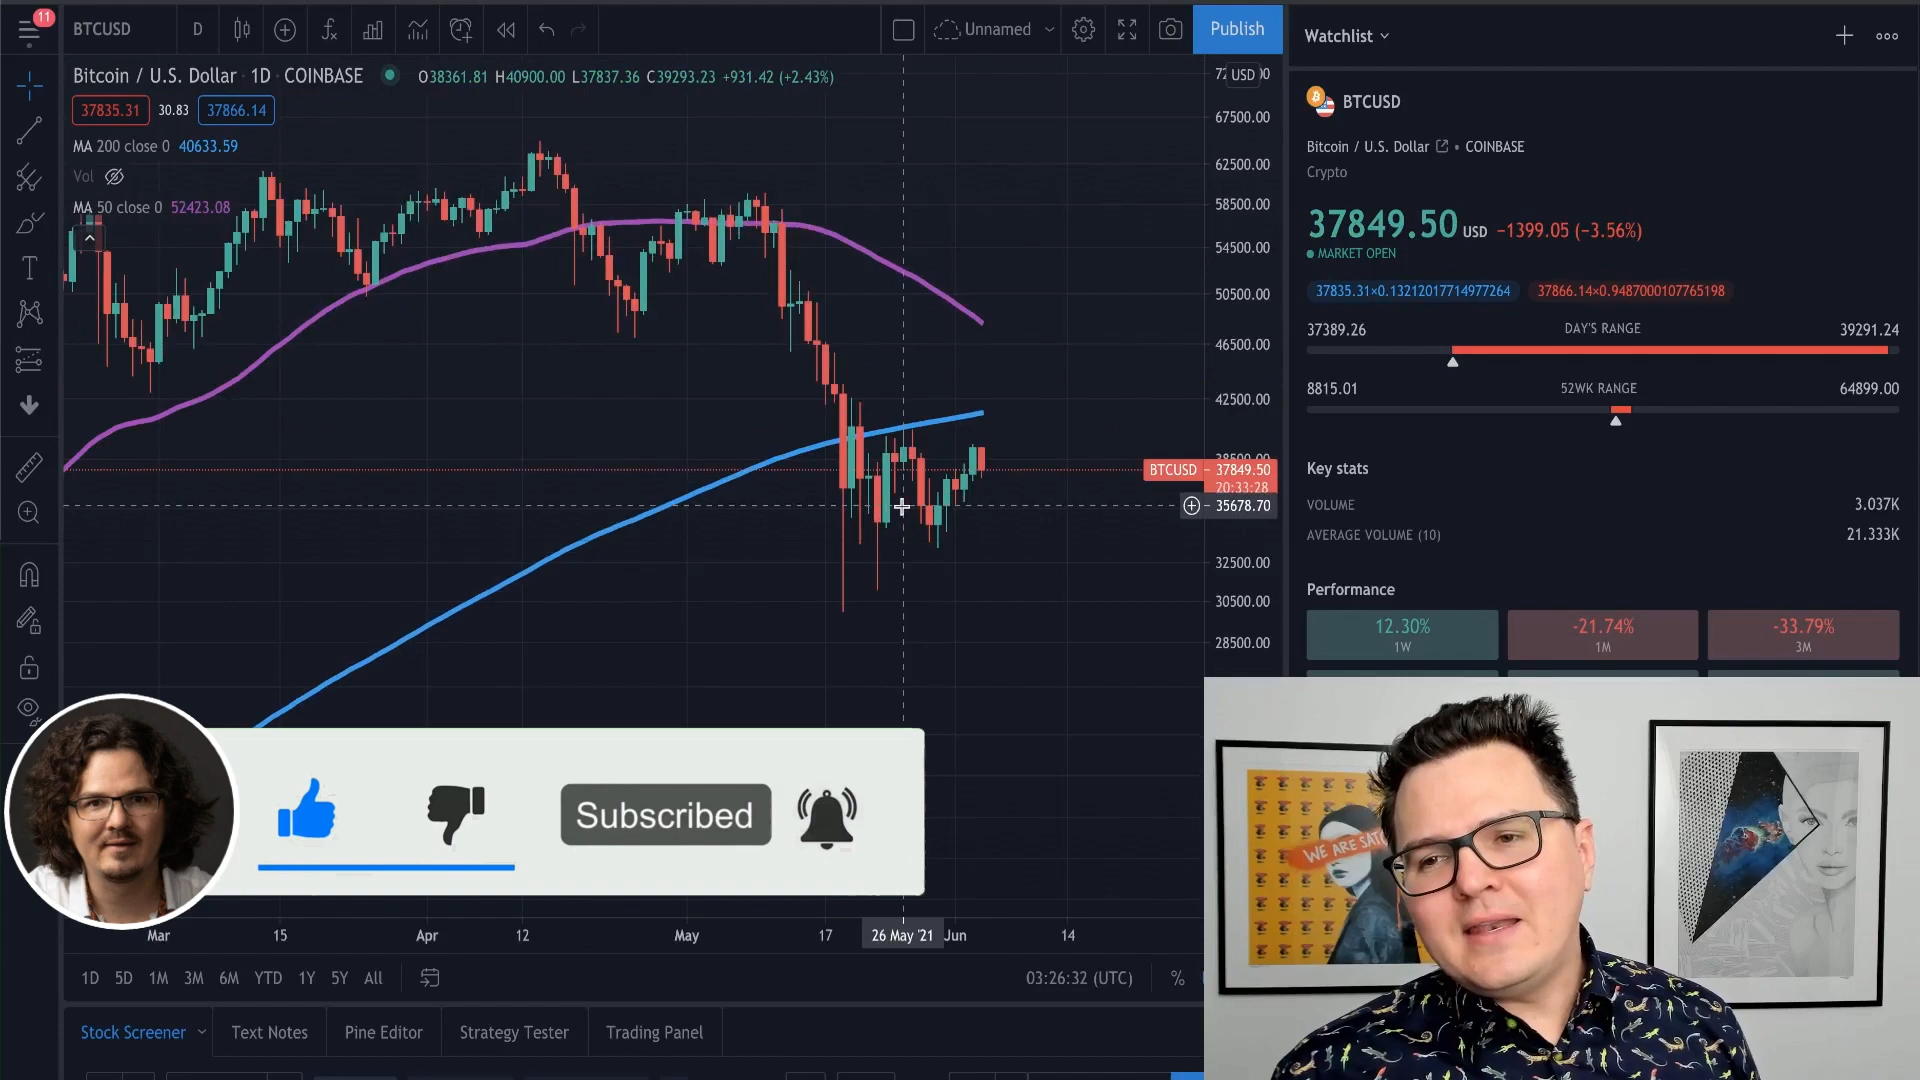 11
BTCUSD
D
Unnamed
Publish
Watchlist
Bitcoin / U.S. Dollar 1D · COINBASE
O38361.81 H40900.00 L37837.36 C39293.23 +931.42 (+2.43%)
USD
37835.31 30.83 37866.14
MA 200 close 0 40633.59
Vol
MA 50 close 0 52423.08
67500.00
62500.00
58500.00
54500.00
50500.00
46500.00
42500.00
BTCUSD 37849.50
20:33:28
35678.70
32500.00
30500.00
28500.00
BTCUSD
Bitcoin / U.S. Dollar • COINBASE
Crypto
37849.50 USD −1399.05 (−3.56%)
MARKET OPEN
37835.31×0.13212017714977264 37866.14×0.9487000107765198
37389.26 DAY'S RANGE 39291.24
8815.01 52WK RANGE 64899.00
Key stats
VOLUME 3.037K
AVERAGE VOLUME (10) 21.333K
Performance
12.30% -21.74% -33.79%
1W 1M 3M
Subscribed
WE ARE
Mar 15 Apr 12 May 17 26 May '21 Jun 14
1D 5D 1M 3M 6M YTD 1Y 5Y All
03:26:32 (UTC) %
Stock Screener Text Notes Pine Editor Strategy Tester Trading Panel